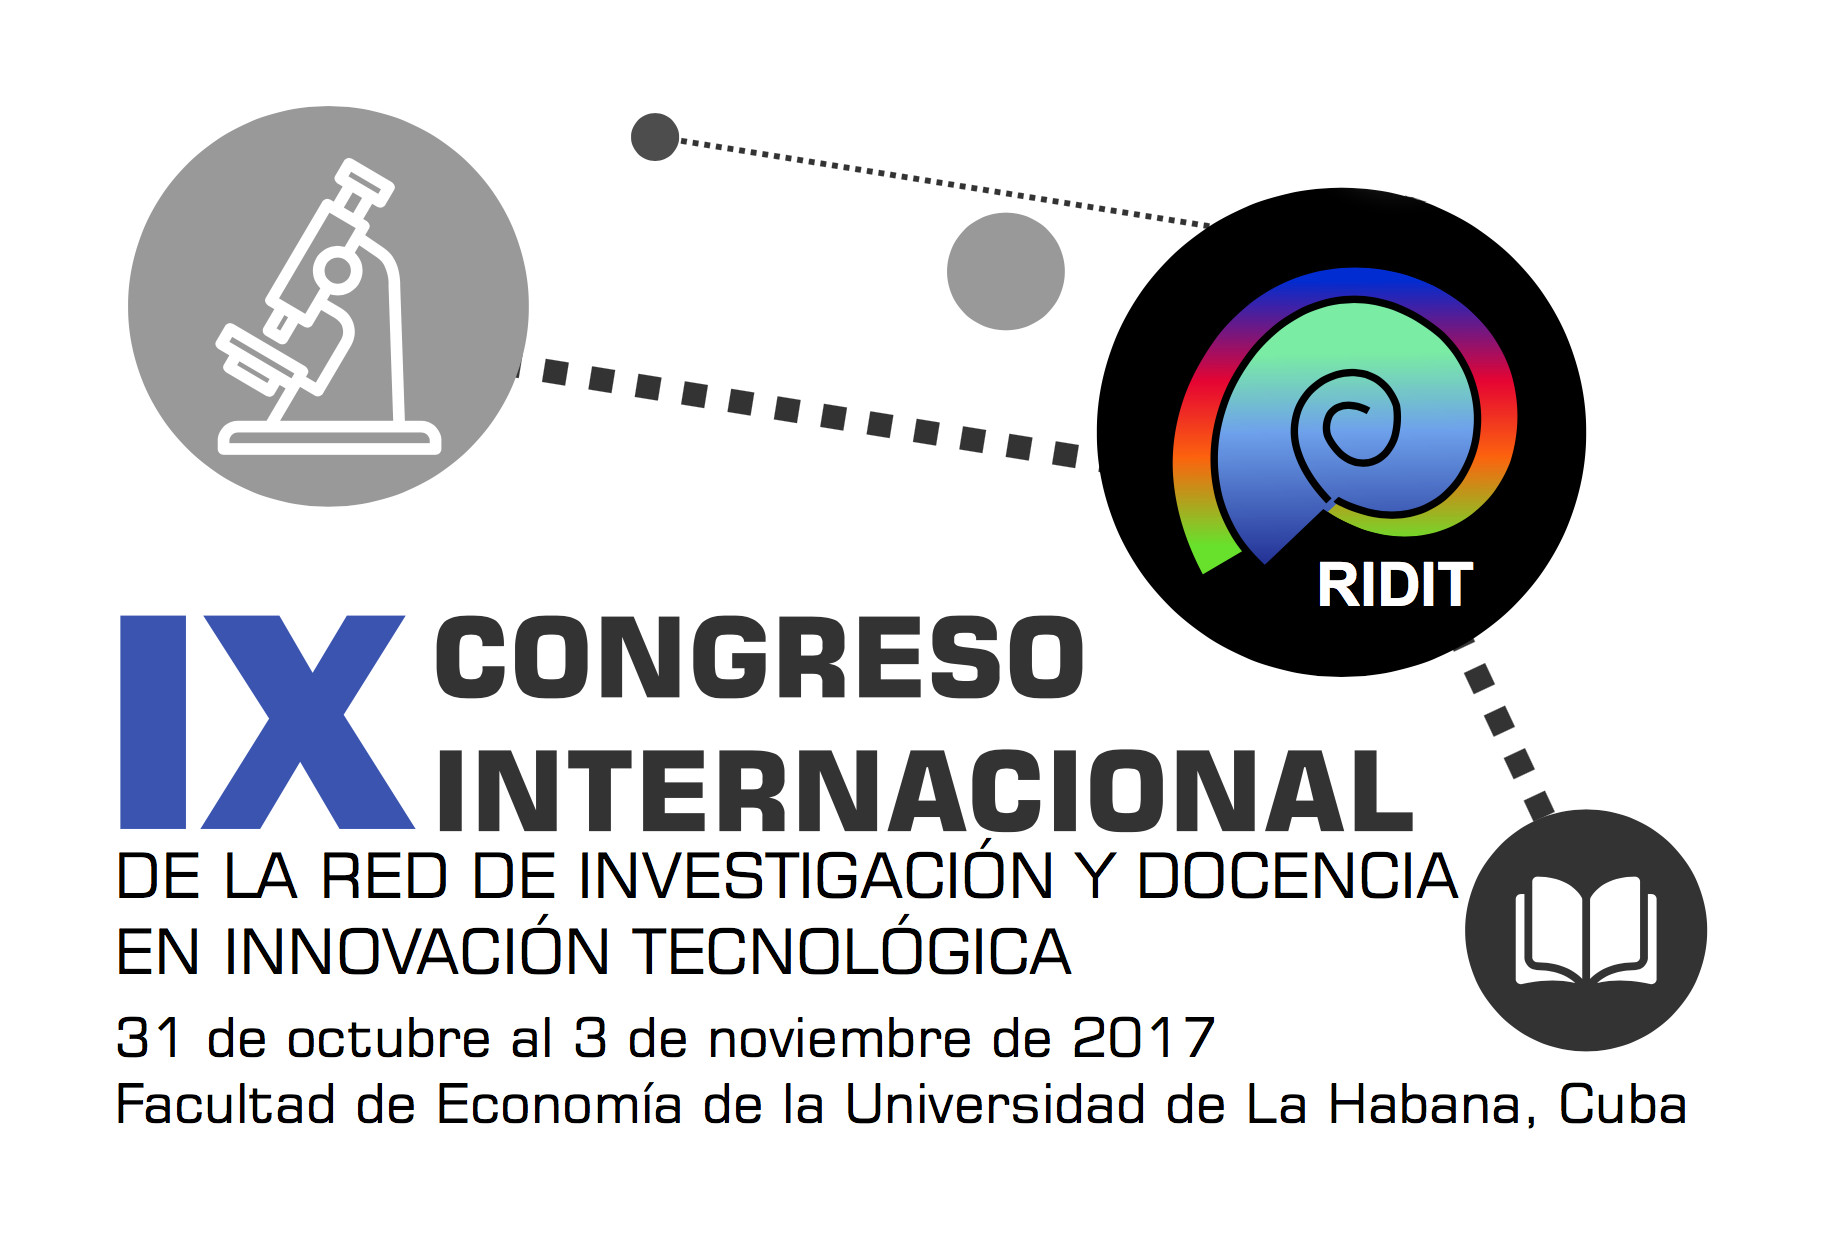 RIDIT
IX CONGRESO
INTERNACIONAL
DE LA RED DE INVESTIGACIÓN Y DOCENCIA
EN INNOVACIÓN TECNOLÓGICA
31 de octubre al 3 de noviembre de 2017
Facultad de Economía de la Universidad de La Habana, Cuba